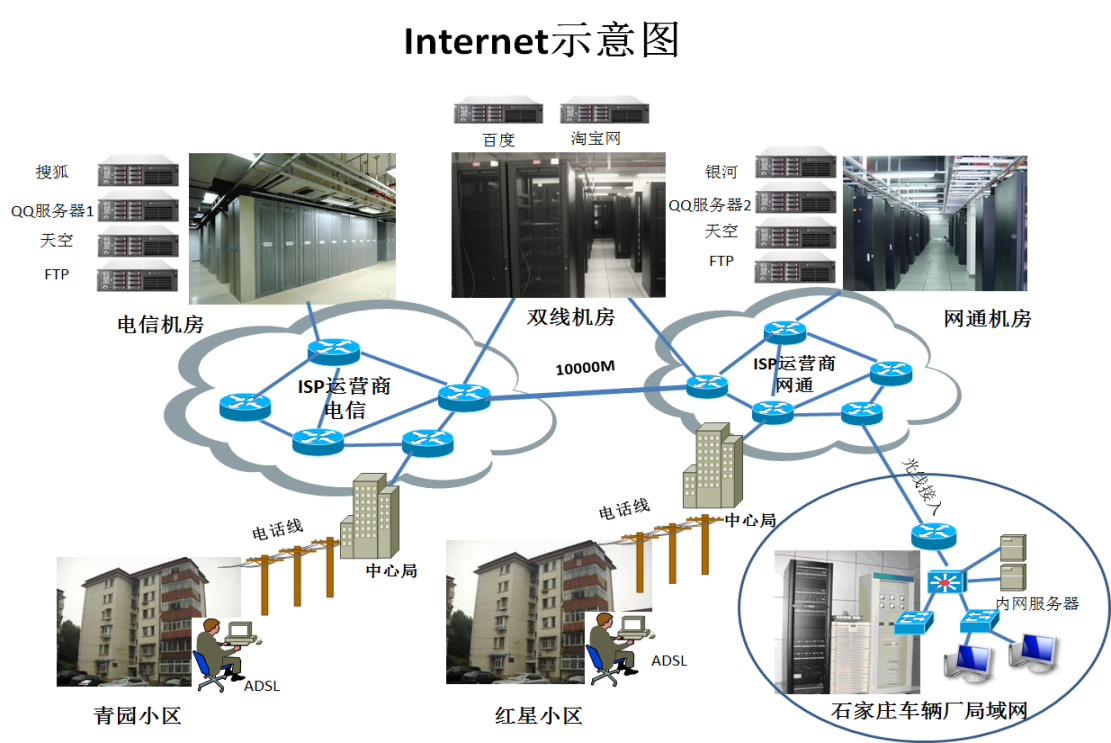 Internet示意图
百度
淘宝网
搜狐
QQ服务器1
天空
FTP
银河
QQ服务器2
天空
FTP
电信机房
双线机房
网通机房
ISP运营商
电信
10000M
ISP运营商
网通
光线接入
电话线
中心局
电话线
中心局
内网服务器
ADSL
ADSL
青园小区
红星小区
石家庄车辆厂局域网